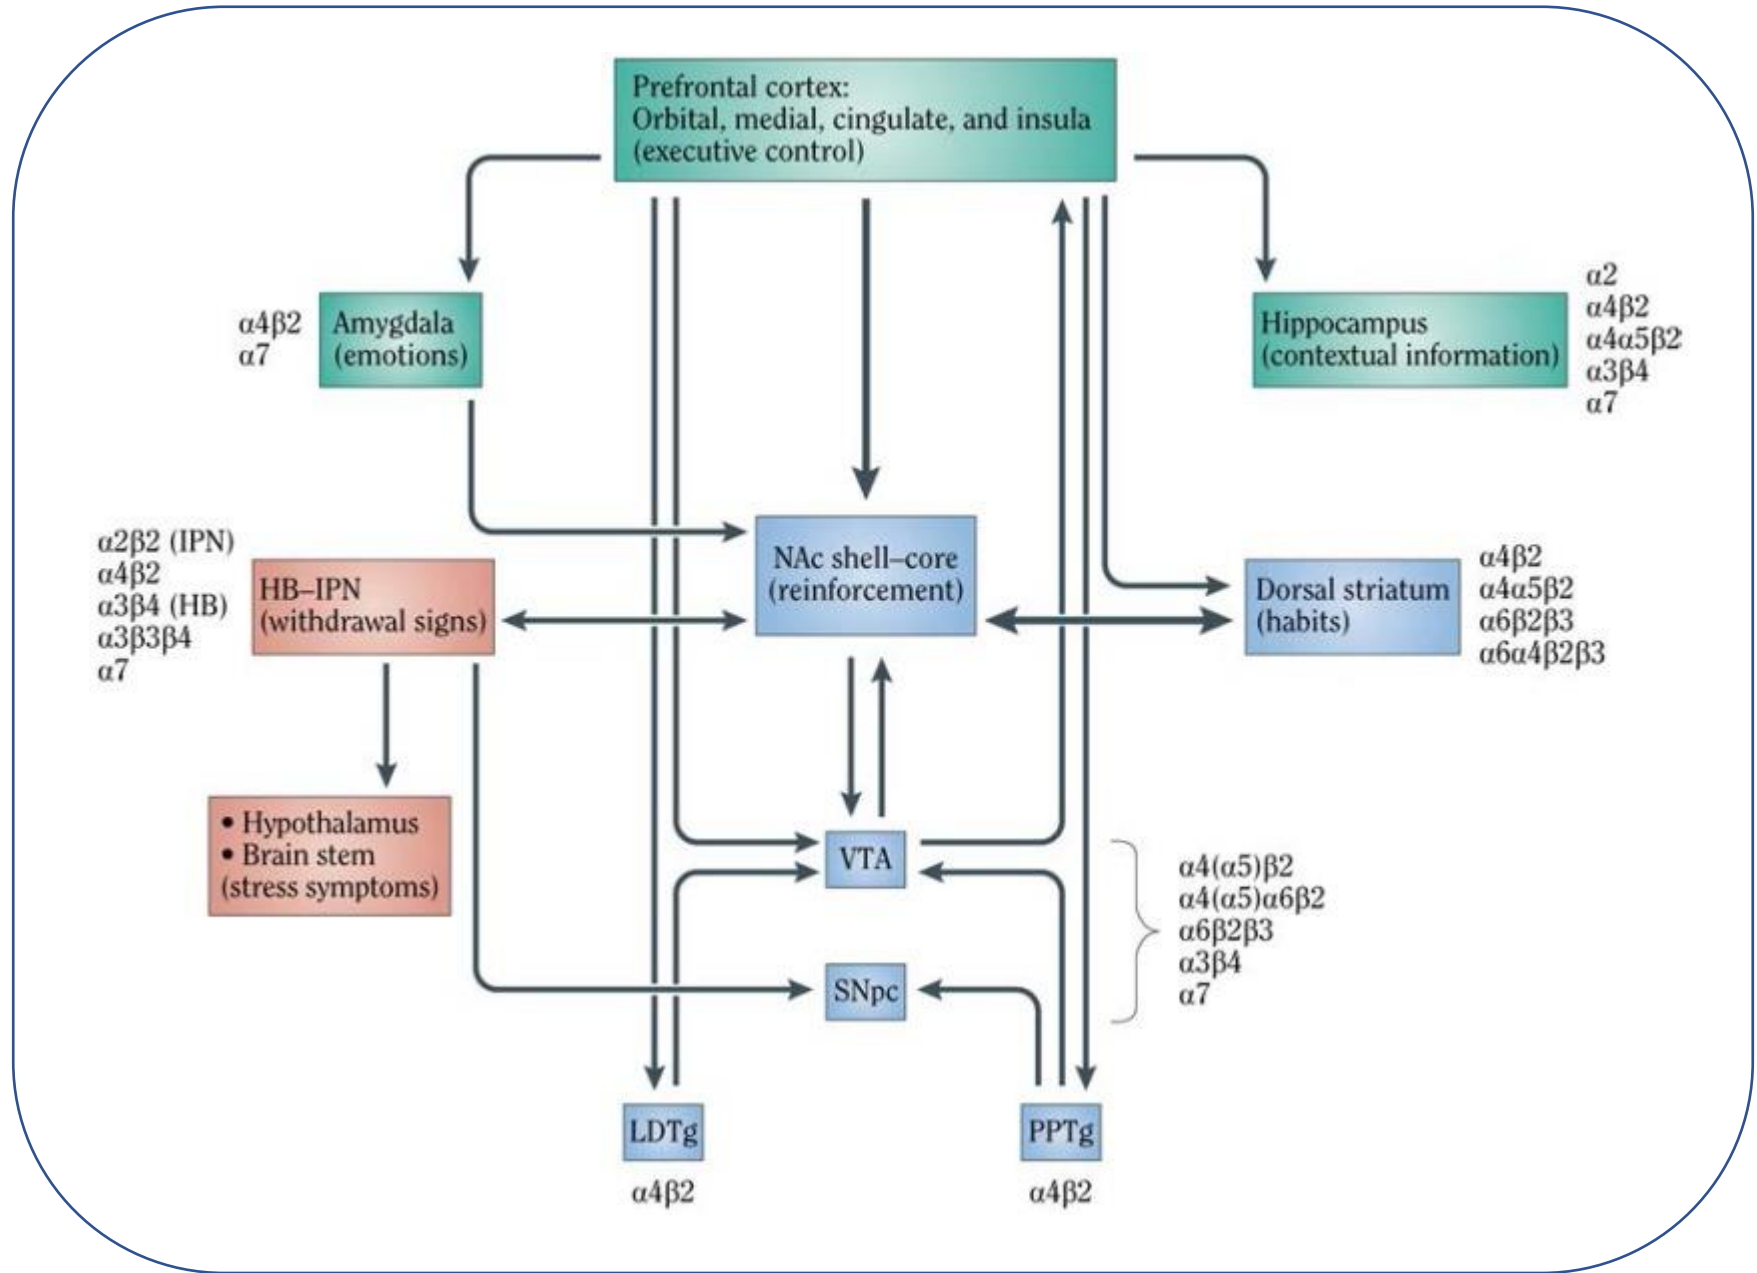 Prefrontal cortex:
Orbital, medial, cingulate, and insula
(executive control)
α4β2
α7
Amygdala
(emotions)
Hippocampus
(contextual information)
α2
α4β2
α4α5β2
α3β4
α7
α2β2 (IPN)
α4β2
α3β4 (HB)
α3β3β4
α7
HB–IPN
(withdrawal signs)
NAc shell–core
(reinforcement)
Dorsal striatum
(habits)
α4β2
α4α5β2
α6β2β3
α6α4β2β3
• Hypothalamus
• Brain stem
(stress symptoms)
VTA
SNpc
α4(α5)β2
α4(α5)α6β2
α6β2β3
α3β4
α7
LDTg
α4β2
PPTg
α4β2